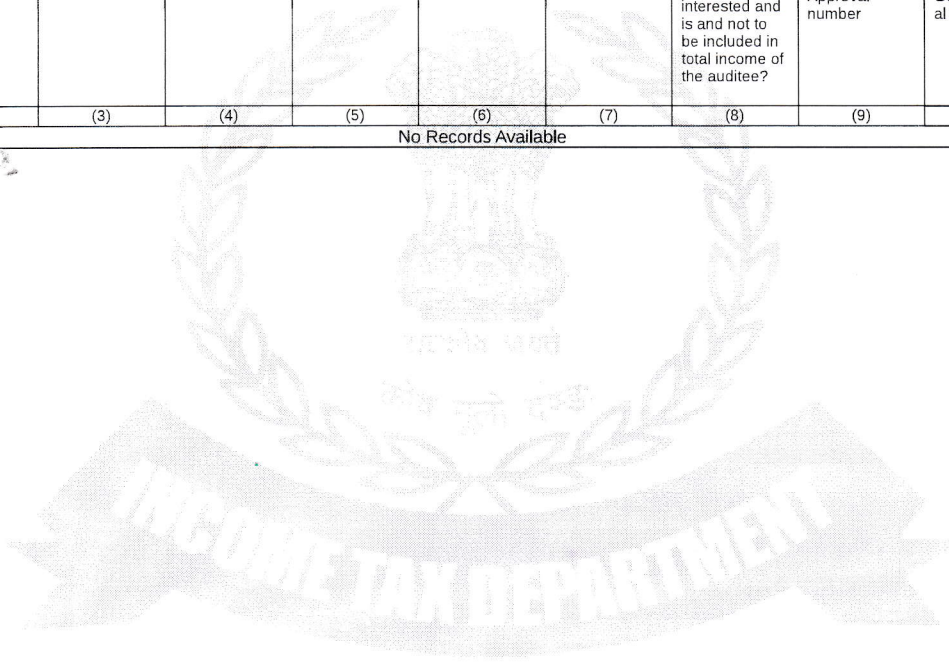 interested and
is and not to
be included in
total income of
the auditee?
number
al
(3) (4) (5) (6) (7) (8) (9)
No Records Available
INCOME TAX DEPARTMENT